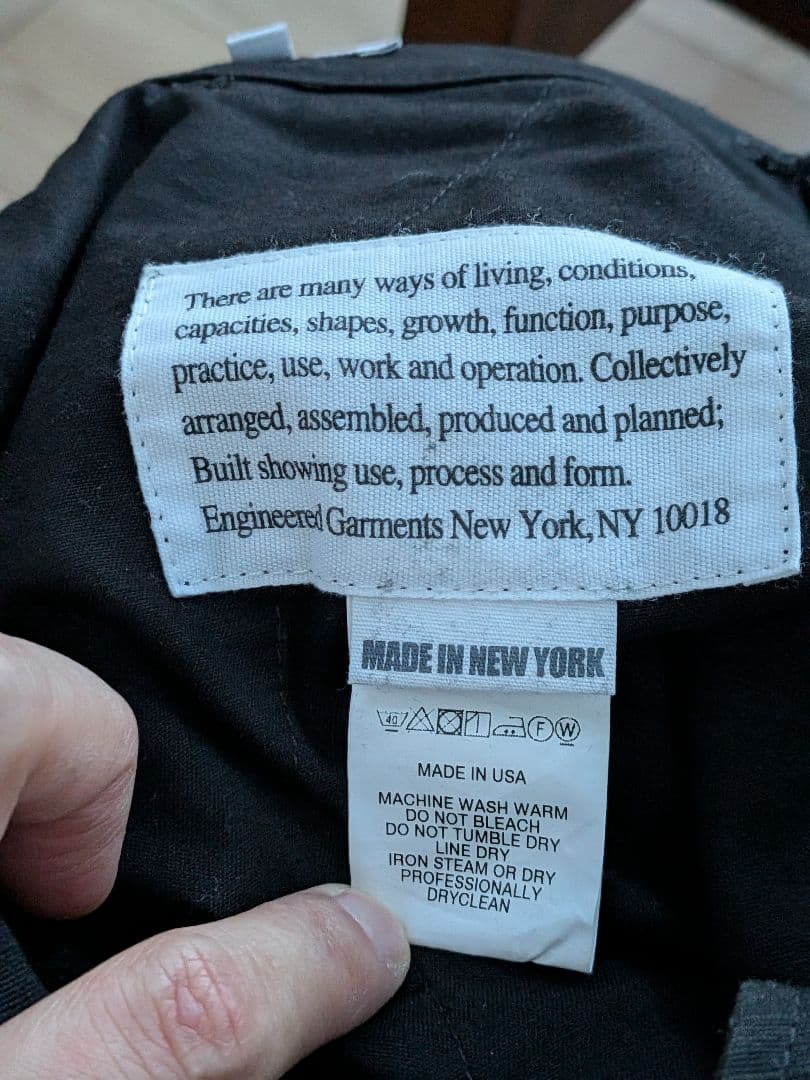 There are many ways of living, conditions,
capacities, shapes, growth, function, purpose,
practice, use, work and operation. Collectively
arranged, assembled, produced and planned;
Built showing use, process and form.
Engineered Garments New York, NY 10018
MADE IN NEW YORK
40 F W
MADE IN USA
MACHINE WASH WARM
DO NOT BLEACH
DO NOT TUMBLE DRY
LINE DRY
IRON STEAM OR DRY
PROFESSIONALLY
DRYCLEAN